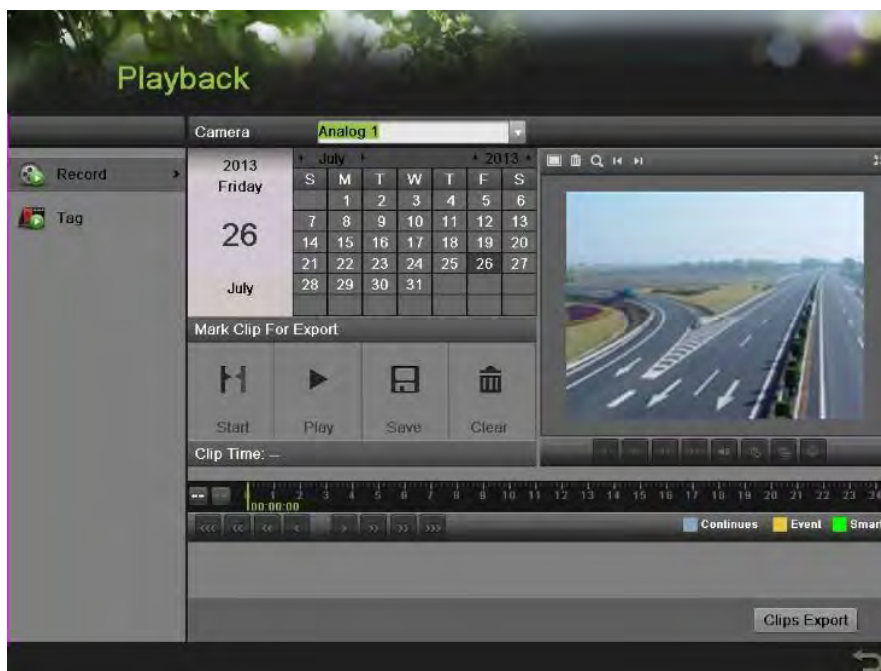 Playback
Camera Analog 1
Record
Tag
2013
Friday
26
July
July 2013
S M T W T F S
1 2 3 4 5 6
7 8 9 10 11 12 13
14 15 16 17 18 19 20
21 22 23 24 25 26 27
28 29 30 31
Mark Clip For Export
Start Play Save Clear
Clip Time: --
0 1 2 3 4 5 6 7 8 9 10 11 12 13 14 15 16 17 18 19 20 21 22 23 24
00:00:00
Continues Event Smart
Clips Export